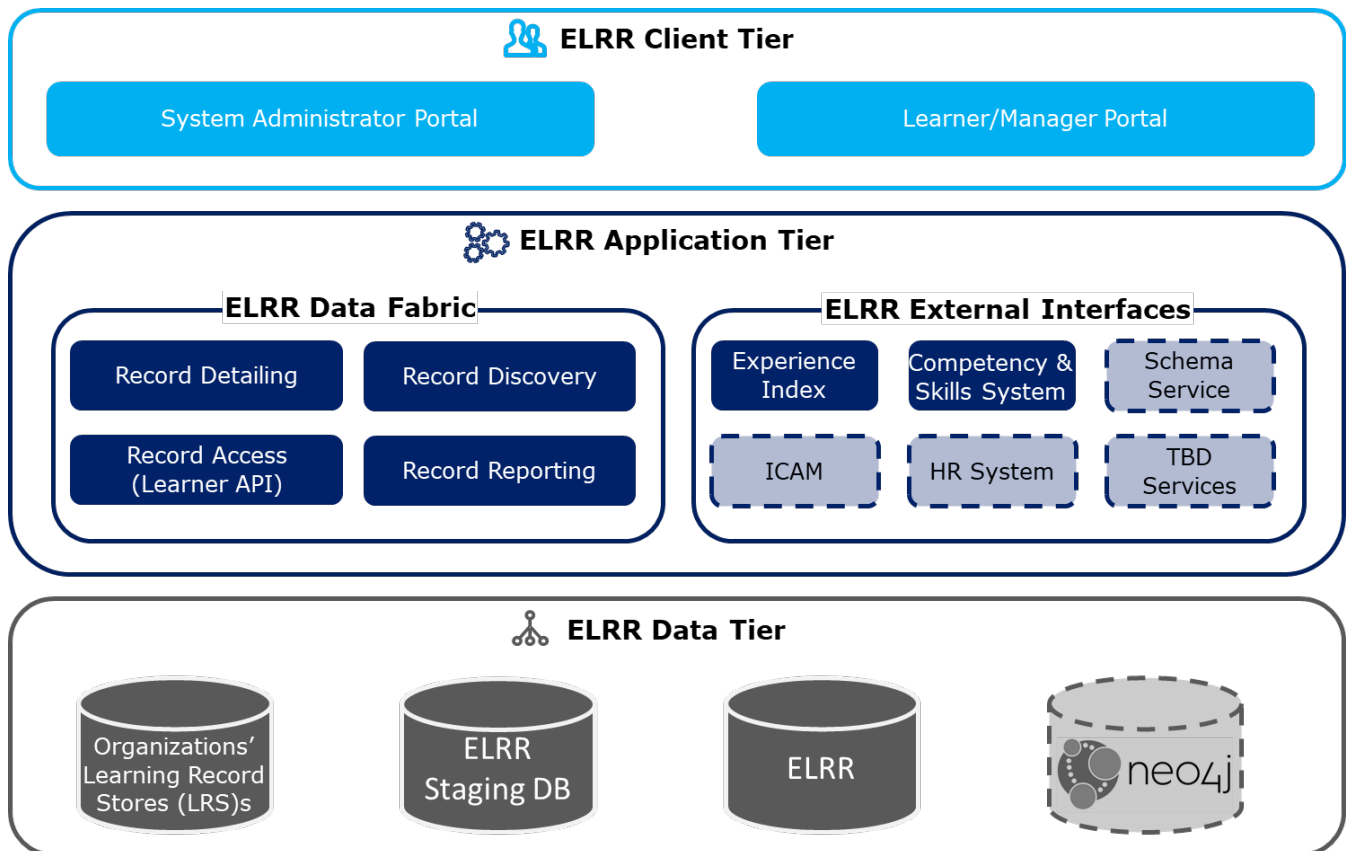 ELRR Client Tier
System Administrator Portal
Learner/Manager Portal
ELRR Application Tier
ELRR Data Fabric
Record Detailing
Record Discovery
Record Access
(Learner API)
Record Reporting
ELRR External Interfaces
Experience
Index
Competency &
Skills System
Schema
Service
ICAM
HR System
TBD
Services
ELRR Data Tier
Organizations’
Learning Record
Stores (LRS)s
ELRR
Staging DB
ELRR
neo4j